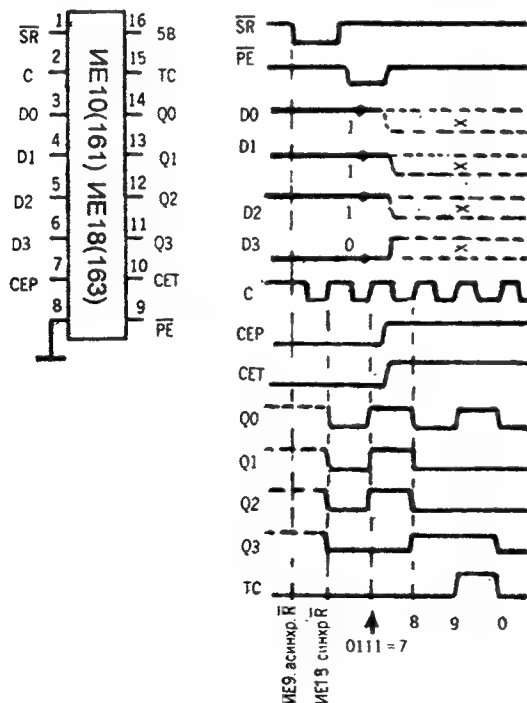 SR 1 16 5В
C 2 15 TC
D0 3 14 Q0
D1 4 13 Q1
D2 5 12 Q2
D3 6 11 Q3
CEP 7 10 CET
8 9 PE
ИЕ10(161) ИЕ18(163)
SR
PE
D0 1 x
D1 1 x
D2 1 x
D3 0 x
C
CEP
CET
Q0
Q1
Q2
Q3
TC
ИЕ9. асинхр. R
ИЕ18 синхр R
0111 = 7
8 9 0